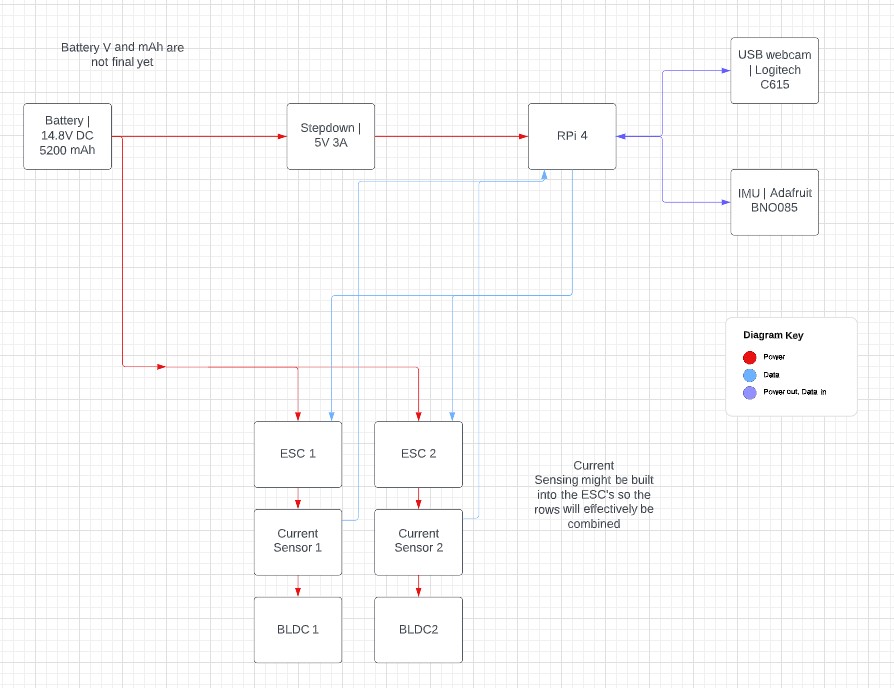 Battery V and mAh are
not final yet
Battery |
14.8V DC
5200 mAh
Stepdown |
5V 3A
RPi 4
USB webcam
| Logitech
C615
IMU | Adafruit
BNO085
Diagram Key
Power
Data
Power out, Data in
ESC 1
ESC 2
Current
Sensing might be built
into the ESC's so the
rows will effectively be
combined
Current
Sensor 1
Current
Sensor 2
BLDC 1
BLDC2